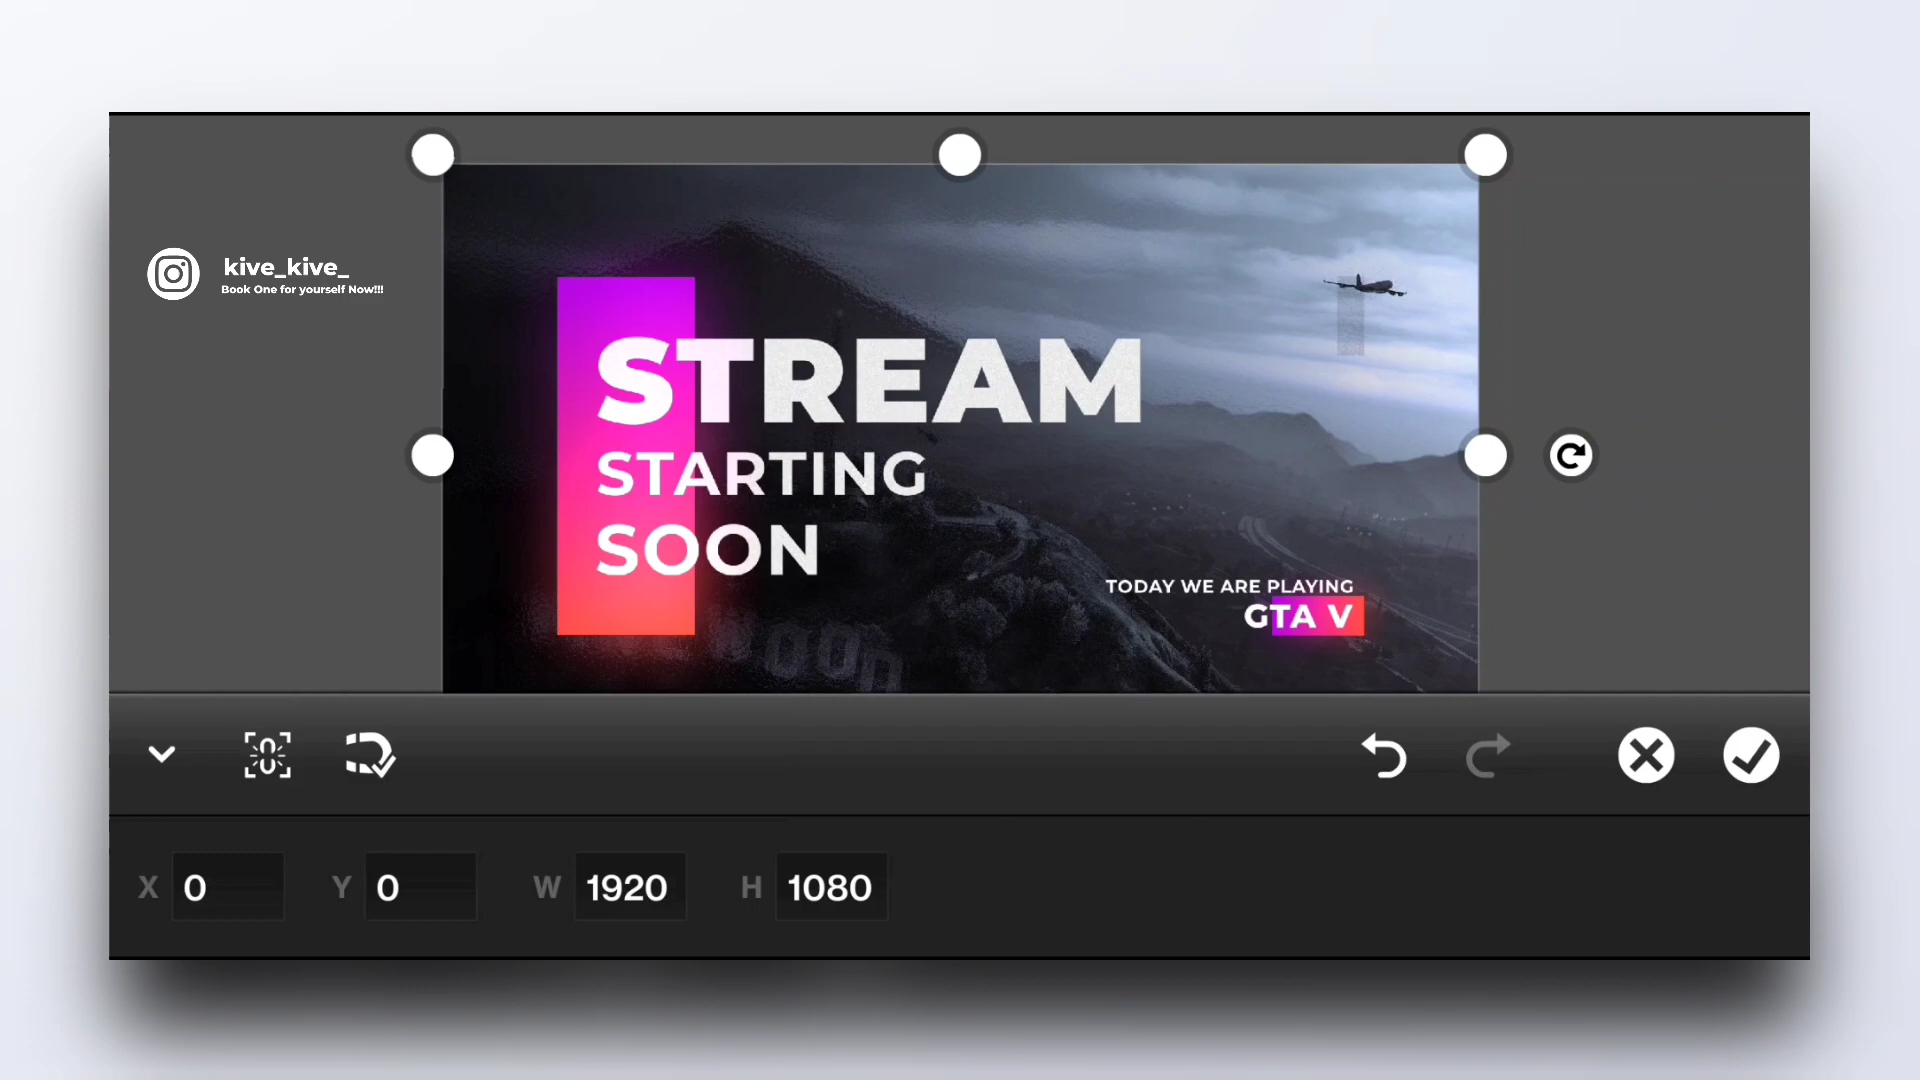 kive_kive_
Book One for yourself Now!!!
STREAM
STARTING
SOON
TODAY WE ARE PLAYING
GTA V
X 0 Y 0 W 1920 H 1080